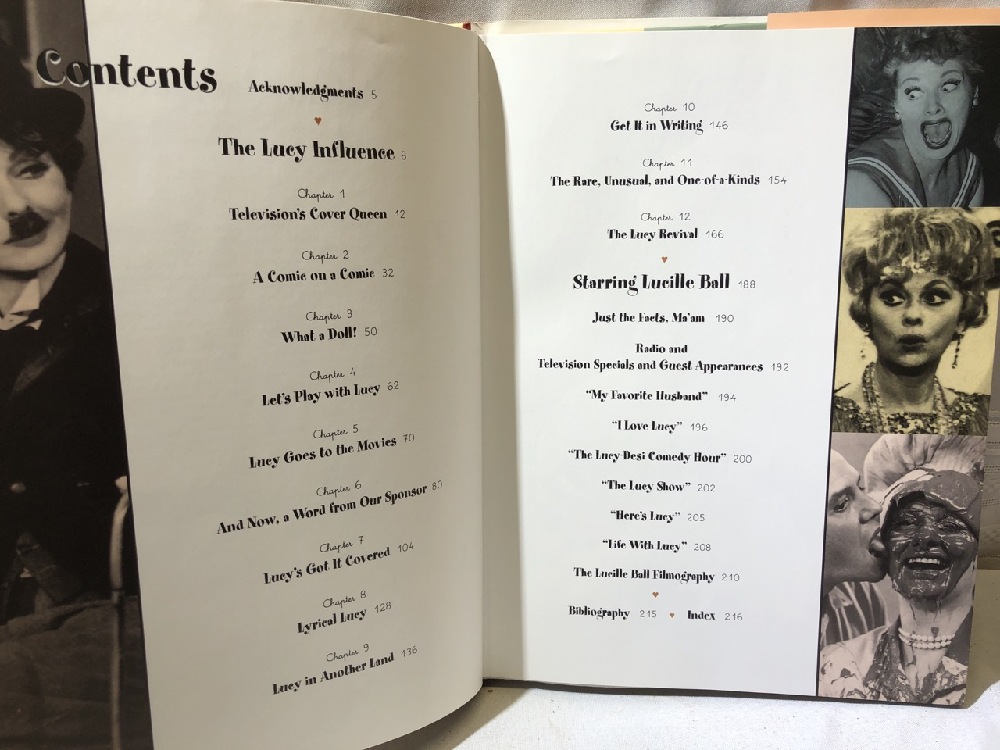 Contents
Acknowledgments 5
The Lucy Influence 6
Chapter 1
Television's Cover Queen 12
Chapter 2
A Comic on a Comic 32
Chapter 3
What a Doll! 50
Chapter 4
Let's Play with Lucy 62
Chapter 5
Lucy Goes to the Movies 70
Chapter 6
And Now, a Word from Our Sponsor
Chapter 7
Lucy's Got It Covered 104
Chapter 8
Lyrical Lucy 128
Chapter 9
Lucy in Another Land 136
Chapter 10
Get It in Writing 146
Chapter 11
The Rare, Unusual, and One-of-a-Kinds 154
Chapter 12
The Lucy Revival 166
Starring Lucille Ball 188
Just the Facts, Ma'am 190
Radio and
Television Specials and Guest Appearances 192
"My Favorite Husband" 194
"I Love Lucy" 196
"The Lucy-Desi Comedy Hour" 200
"The Lucy Show" 202
"Here's Lucy" 205
"Life With Lucy" 208
The Lucille Ball Filmography 210
Bibliography 215 ♥ Index 216